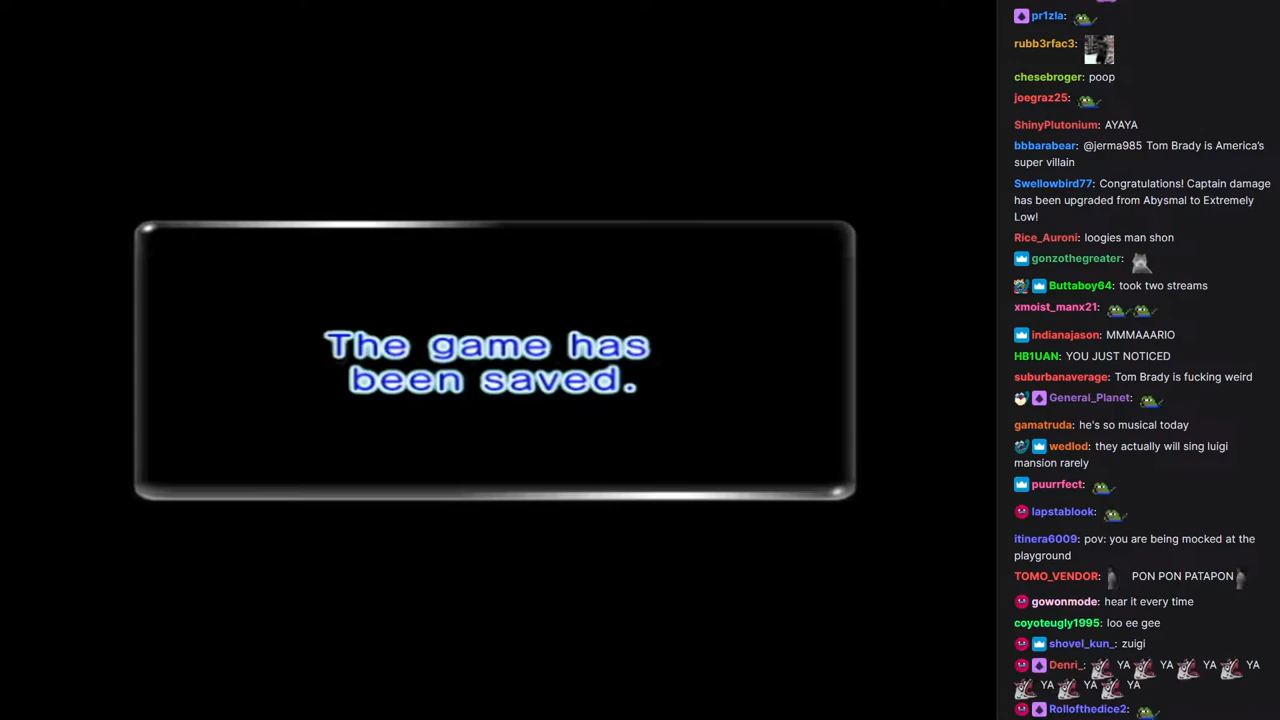 The game has
been saved.
pr1zla:
rubb3rfac3:
chesebroger: poop
joegraz25:
ShinyPlutonium: AYAYA
bbbarabear: @jerma985 Tom Brady is America's
super villain
Swellowbird77: Congratulations! Captain damage
has been upgraded from Abysmal to Extremely
Low!
Rice_Auroni: loogies man shon
gonzothegreater:
Buttaboy64: took two streams
xmoist_manx21:
indianajason: MMMAAARIO
HB1UAN: YOU JUST NOTICED
suburbanaverage: Tom Brady is fucking weird
General_Planet:
gamatruda: he's so musical today
wedlod: they actually will sing luigi
mansion rarely
puurrfect:
lapstablook:
itinera6009: pov: you are being mocked at the
playground
TOMO_VENDOR: PON PON PATAPON
gowonmode: hear it every time
coyoteugly1995: loo ee gee
shovel_kun_: zuigi
Denri_: YA YA YA YA
YA YA YA
Rollofthedice2: